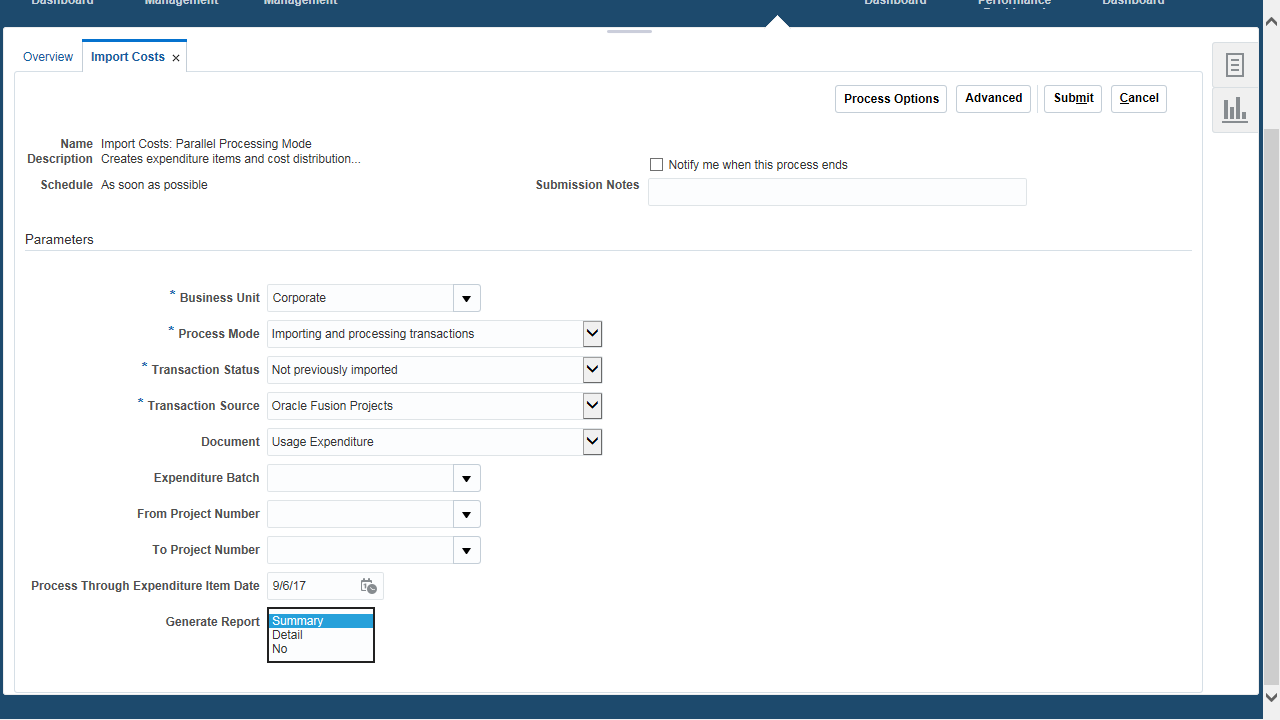 Dashboard Management Management Dashboard Performance Dashboard
Overview Import Costs x
Process Options Advanced Submit Cancel
Name Import Costs: Parallel Processing Mode
Description Creates expenditure items and cost distribution...
Notify me when this process ends
Schedule As soon as possible
Submission Notes
Parameters
* Business Unit Corporate
* Process Mode Importing and processing transactions
* Transaction Status Not previously imported
* Transaction Source Oracle Fusion Projects
Document Usage Expenditure
Expenditure Batch
From Project Number
To Project Number
Process Through Expenditure Item Date 9/6/17
Generate Report Summary
Detail
No